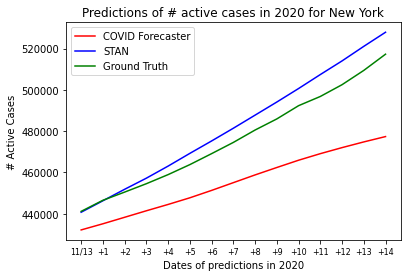 Predictions of # active cases in 2020 for New York
COVID Forecaster
STAN
Ground Truth
# Active Cases
520000
500000
480000
460000
440000
11/13 +1 +2 +3 +4 +5 +6 +7 +8 +9 +10 +11 +12 +13 +14
Dates of predictions in 2020